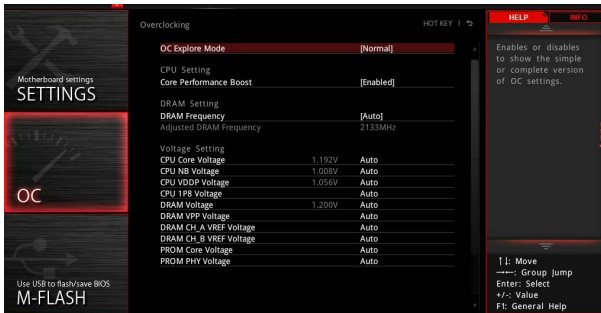 Overclocking
HOT KEY |
HELP
INFO
OC Explore Mode [Normal]
CPU Setting
Core Performance Boost [Enabled]
DRAM Setting
DRAM Frequency [Auto]
Adjusted DRAM Frequency 2133MHz
Voltage Setting
CPU Core Voltage 1.192V Auto
CPU NB Voltage 1.008V Auto
CPU VDDP Voltage 1.056V Auto
CPU 1P8 Voltage Auto
DRAM Voltage 1.200V Auto
DRAM VPP Voltage Auto
DRAM CH_A VREF Voltage Auto
DRAM CH_B VREF Voltage Auto
PROM Core Voltage Auto
PROM PHY Voltage Auto
Motherboard settings
SETTINGS
OC
Use USB to flash/save BIOS
M-FLASH
Enables or disables
to show the simple
or complete version
of OC settings.
↑↓: Move
→←: Group Jump
Enter: Select
+/-: Value
F1: General Help